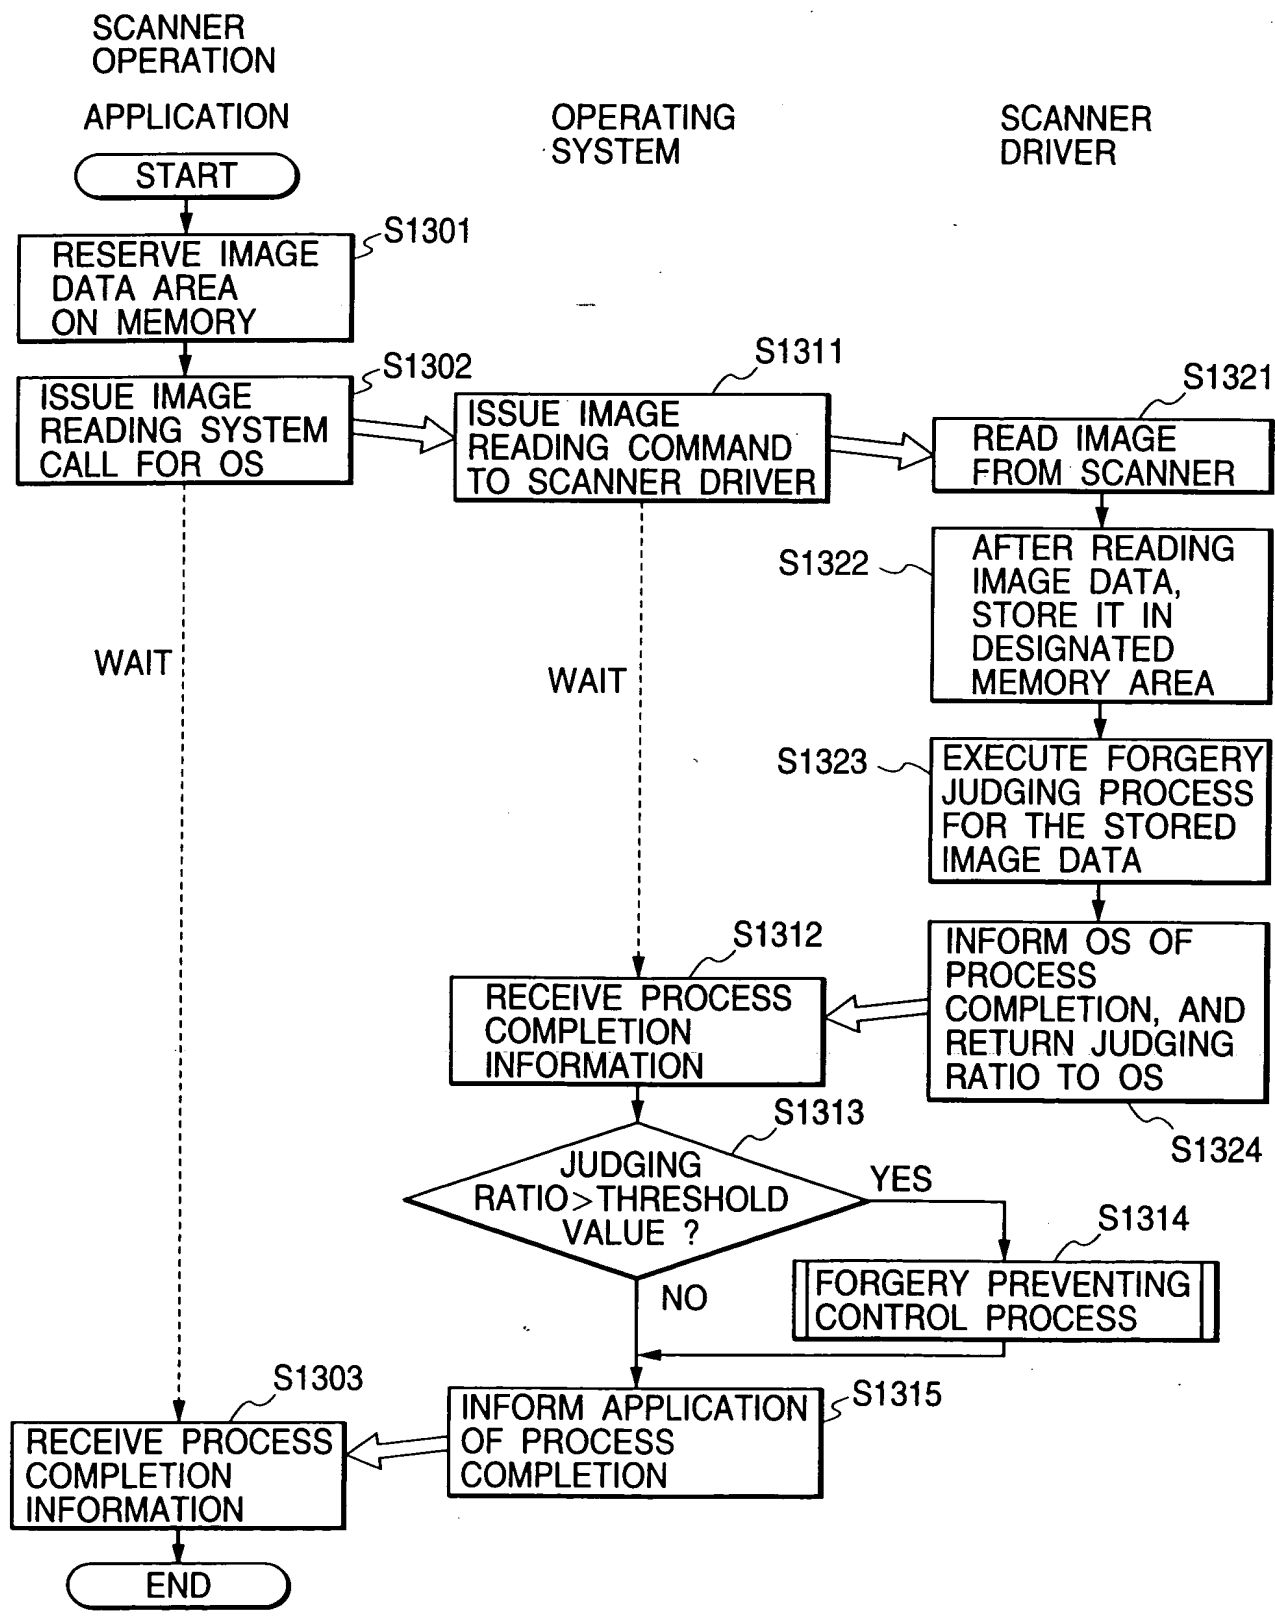 SCANNER
OPERATION
APPLICATION
OPERATING
SYSTEM
SCANNER
DRIVER
START
S1301
RESERVE IMAGE
DATA AREA
ON MEMORY
S1302
ISSUE IMAGE
READING SYSTEM
CALL FOR OS
S1311
ISSUE IMAGE
READING COMMAND
TO SCANNER DRIVER
S1321
READ IMAGE
FROM SCANNER
S1322
AFTER READING
IMAGE DATA,
STORE IT IN
DESIGNATED
MEMORY AREA
WAIT
WAIT
S1323
EXECUTE FORGERY
JUDGING PROCESS
FOR THE STORED
IMAGE DATA
S1312
RECEIVE PROCESS
COMPLETION
INFORMATION
INFORM OS OF
PROCESS
COMPLETION, AND
RETURN JUDGING
RATIO TO OS
S1324
S1313
JUDGING
RATIO>THRESHOLD
VALUE ?
YES
NO
S1314
FORGERY PREVENTING
CONTROL PROCESS
S1315
INFORM APPLICATION
OF PROCESS
COMPLETION
S1303
RECEIVE PROCESS
COMPLETION
INFORMATION
END